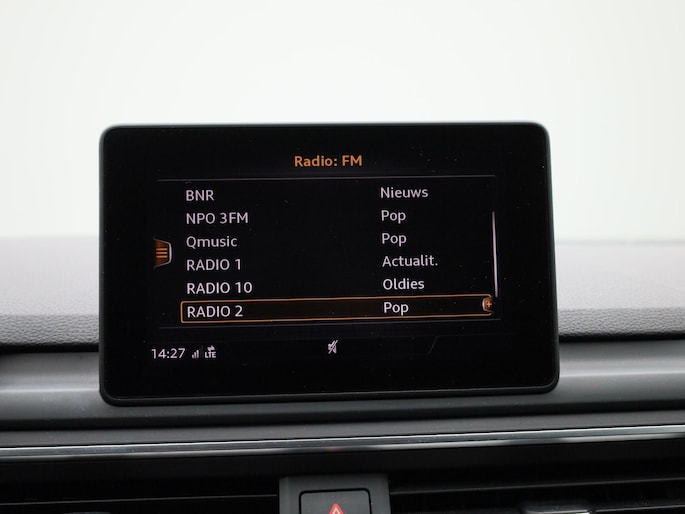 Radio: FM
BNR Nieuws
NPO 3FM Pop
Qmusic Pop
RADIO 1 Actualit.
RADIO 10 Oldies
RADIO 2 Pop
14:27 LTE